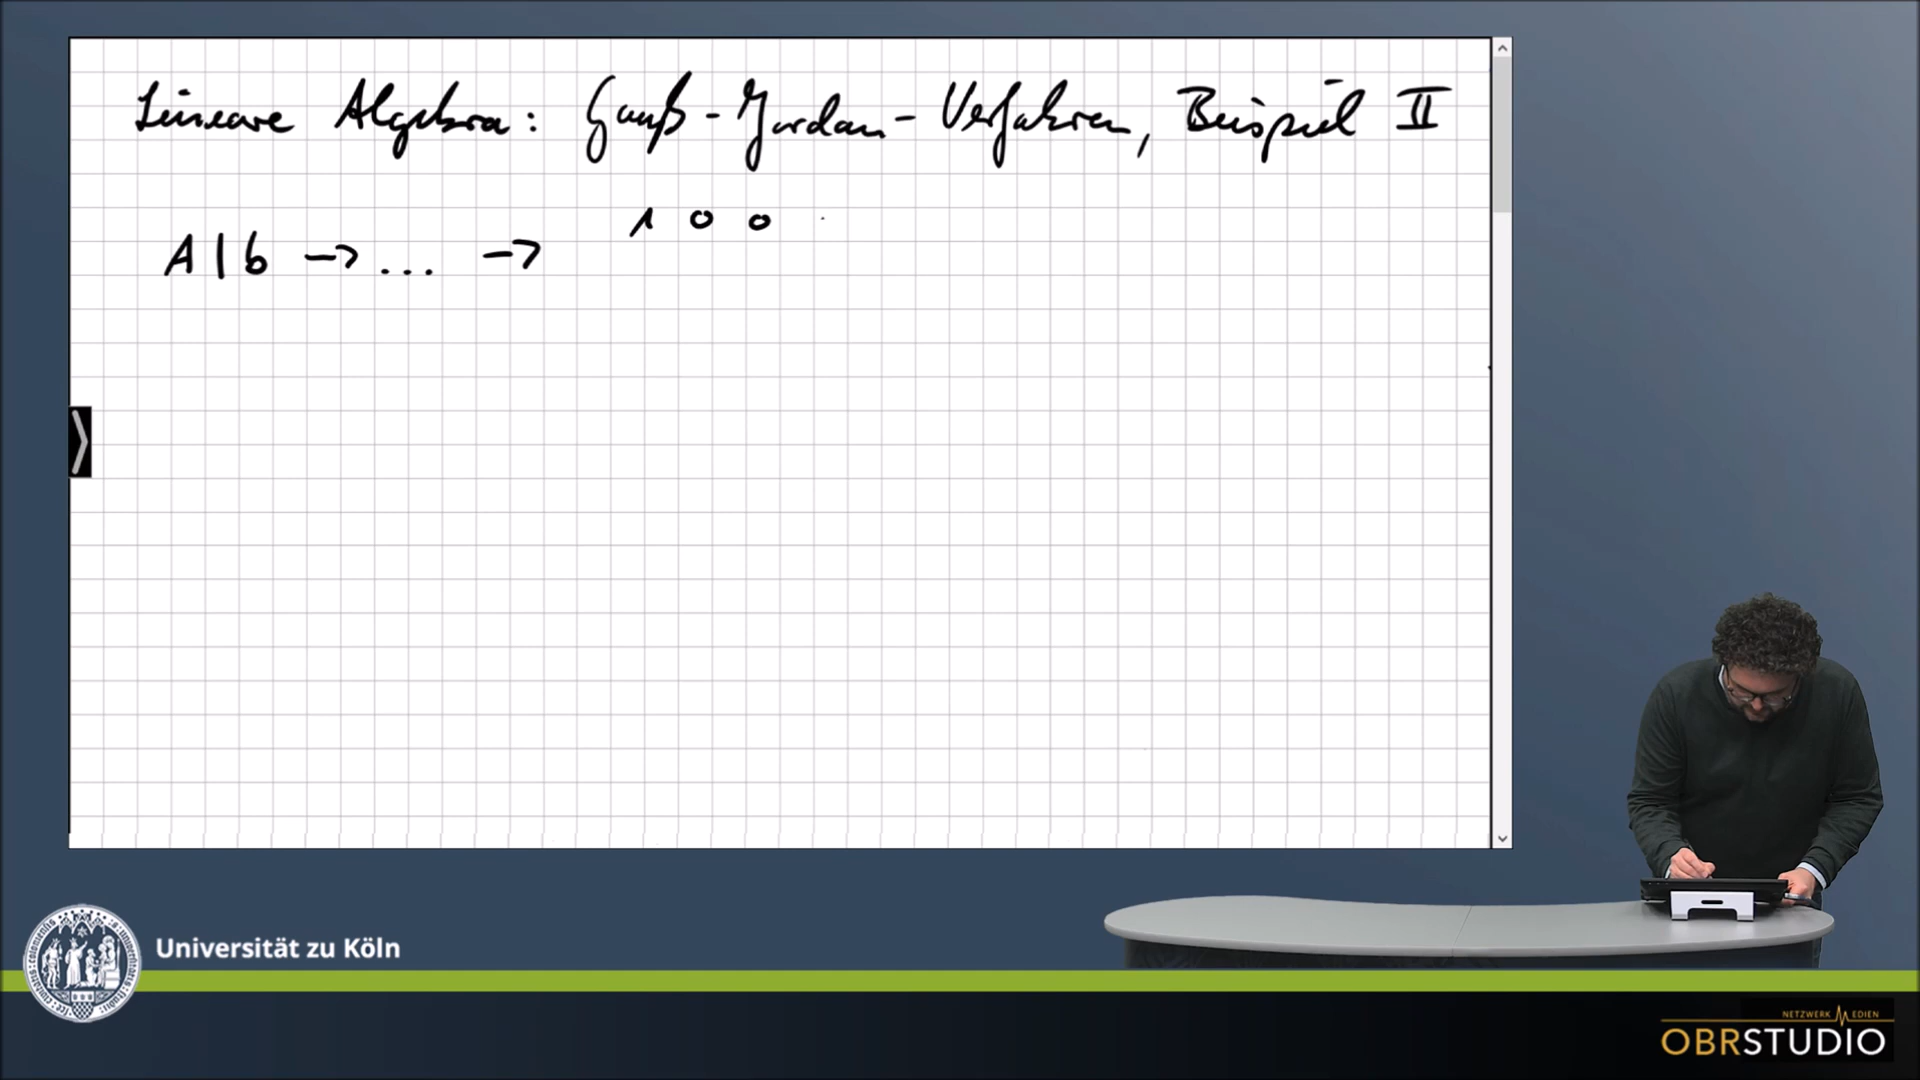 Lineare Algebra: Gauß-Jordan-Verfahren, Beispiel II
1 0 0
A | b -> ... ->
Universität zu Köln
NETZWERK MEDIEN
OBRSTUDIO